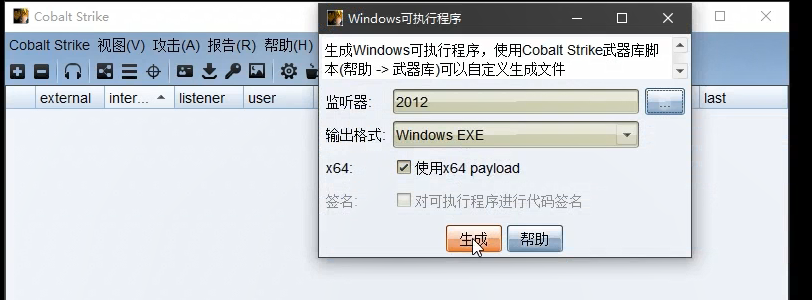 Cobalt Strike
Cobalt Strike 视图(V) 攻击(A) 报告(R) 帮助(H)
external inter... listener user last
Windows可执行程序
生成Windows可执行程序，使用Cobalt Strike武器库脚
本(帮助 -> 武器库)可以自定义生成文件
监听器: 2012 ...
输出格式: Windows EXE
x64: 使用x64 payload
签名: 对可执行程序进行代码签名
生成 帮助